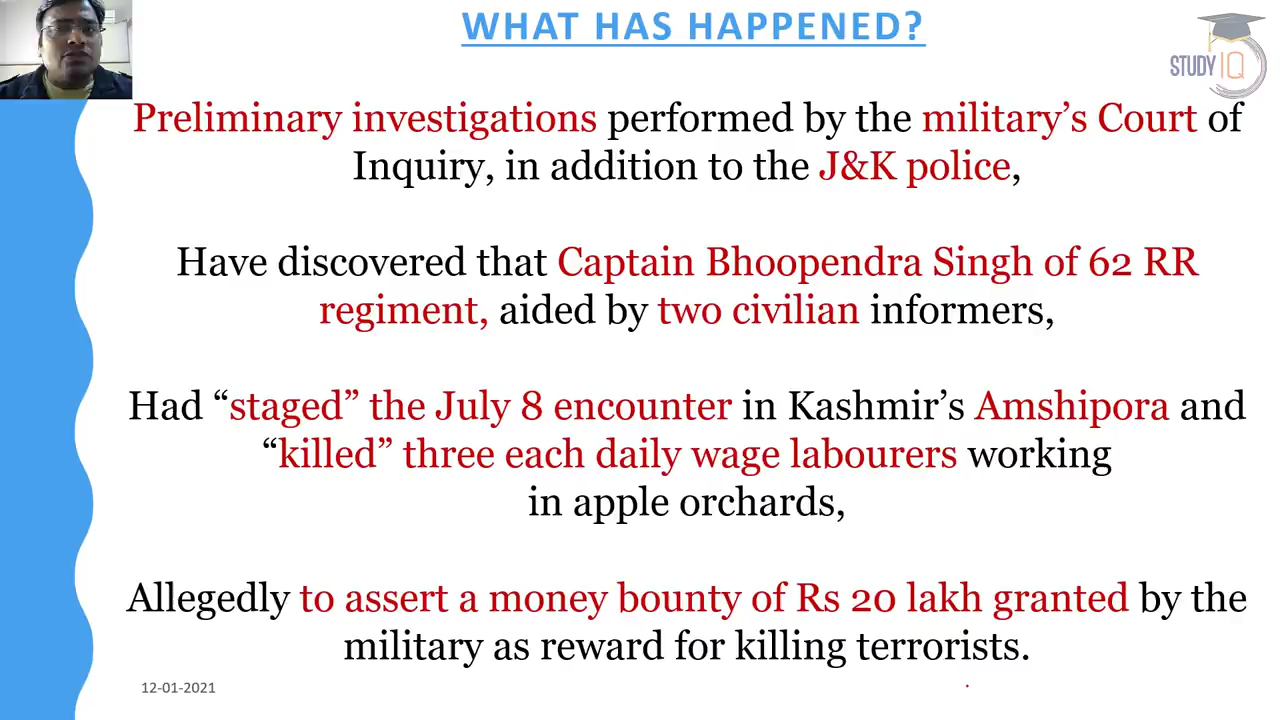 WHAT HAS HAPPENED?
STUDY IQ
Preliminary investigations performed by the military’s Court of
Inquiry, in addition to the J&K police,
Have discovered that Captain Bhoopendra Singh of 62 RR
regiment, aided by two civilian informers,
Had “staged” the July 8 encounter in Kashmir’s Amshipora and
“killed” three each daily wage labourers working
in apple orchards,
Allegedly to assert a money bounty of Rs 20 lakh granted by the
military as reward for killing terrorists.
12-01-2021